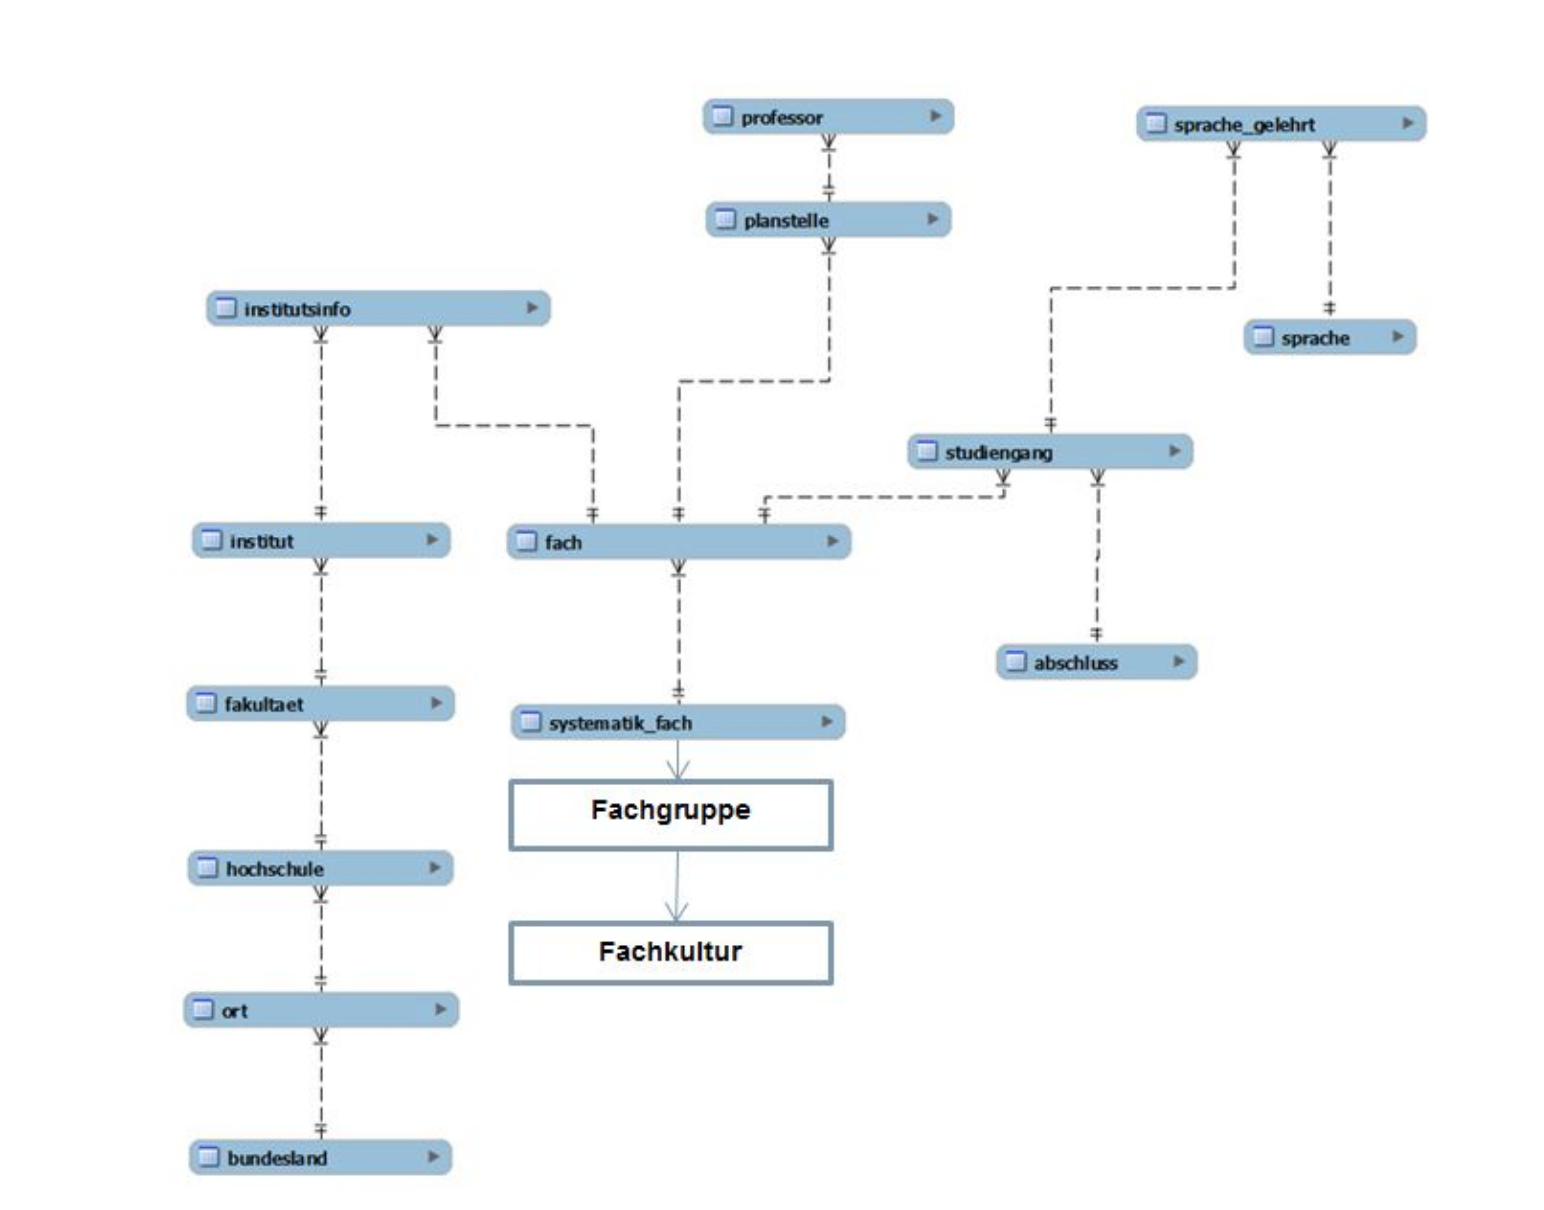 professor
sprache_gelehrt
planstelle
institutsinfo
sprache
studiengang
institut
fach
abschluss
fakultaet
systematik_fach
Fachgruppe
hochschule
Fachkultur
ort
bundesland